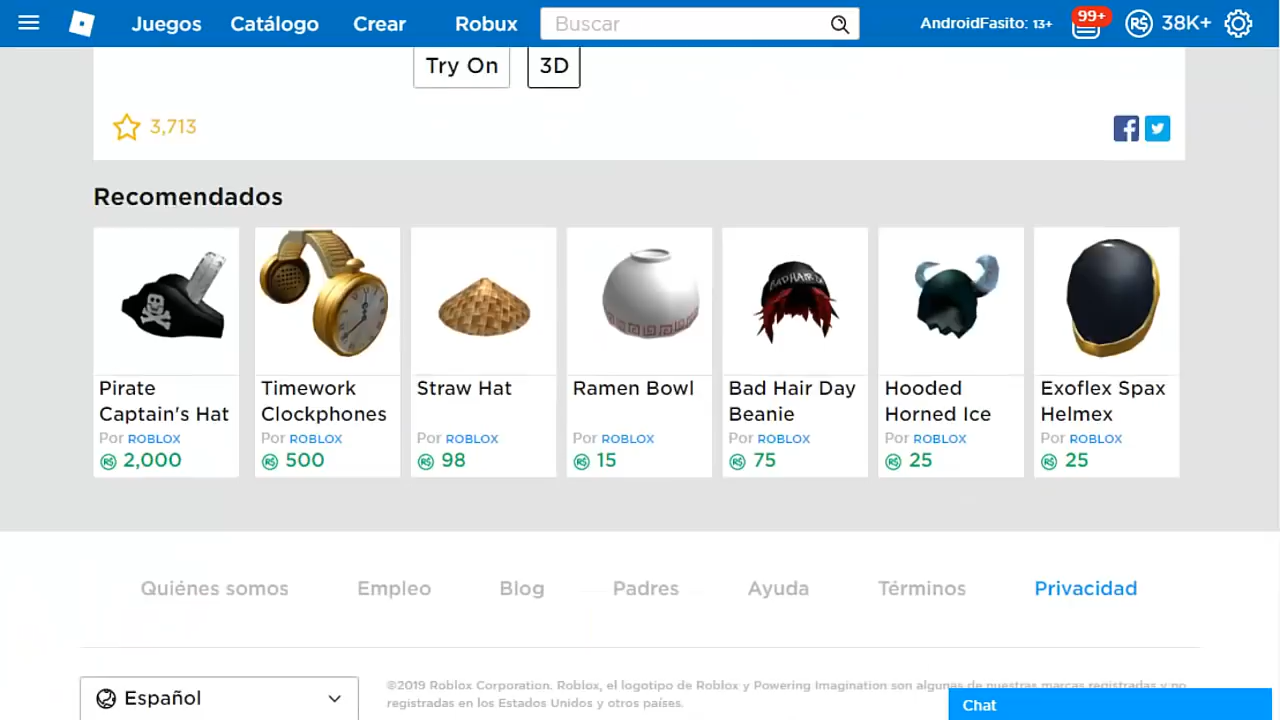 Juegos Catálogo Crear Robux Buscar AndroidFasito: 13+ 99+ R$ 38K+
Try On 3D
3,713
Recomendados
Pirate Captain's Hat
Por ROBLOX
2,000
Timework Clockphones
Por ROBLOX
500
Straw Hat
Por ROBLOX
98
Ramen Bowl
Por ROBLOX
15
BAD HAIR DAY
Bad Hair Day Beanie
Por ROBLOX
75
Hooded Horned Ice
Por ROBLOX
25
Exoflex Spax Helmex
Por ROBLOX
25
Quiénes somos Empleo Blog Padres Ayuda Términos Privacidad
Español
©2019 Roblox Corporation. Roblox, el logotipo de Roblox y Powering Imagination son algunas de nuestras marcas registradas y no
registradas en los Estados Unidos y otros países.
Chat